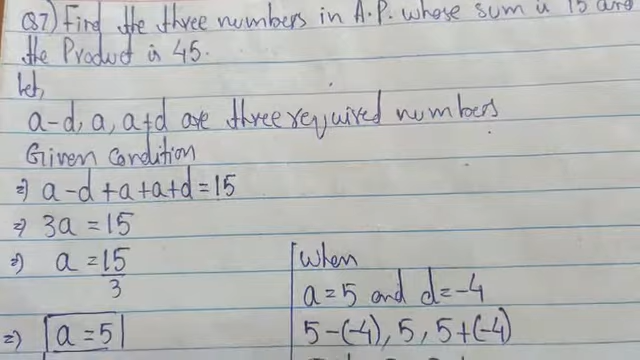 Q7) Find the three numbers in A.P. whose sum is 15 and
the Product is 45.
Let,
a-d, a, a+d are three required numbers
Given Condition
⇒ a-d+a+a+d=15
⇒ 3a = 15
⇒ a = 15/3
⇒ a = 5
When
a=5 and d=-4
5-(-4), 5, 5+(-4)